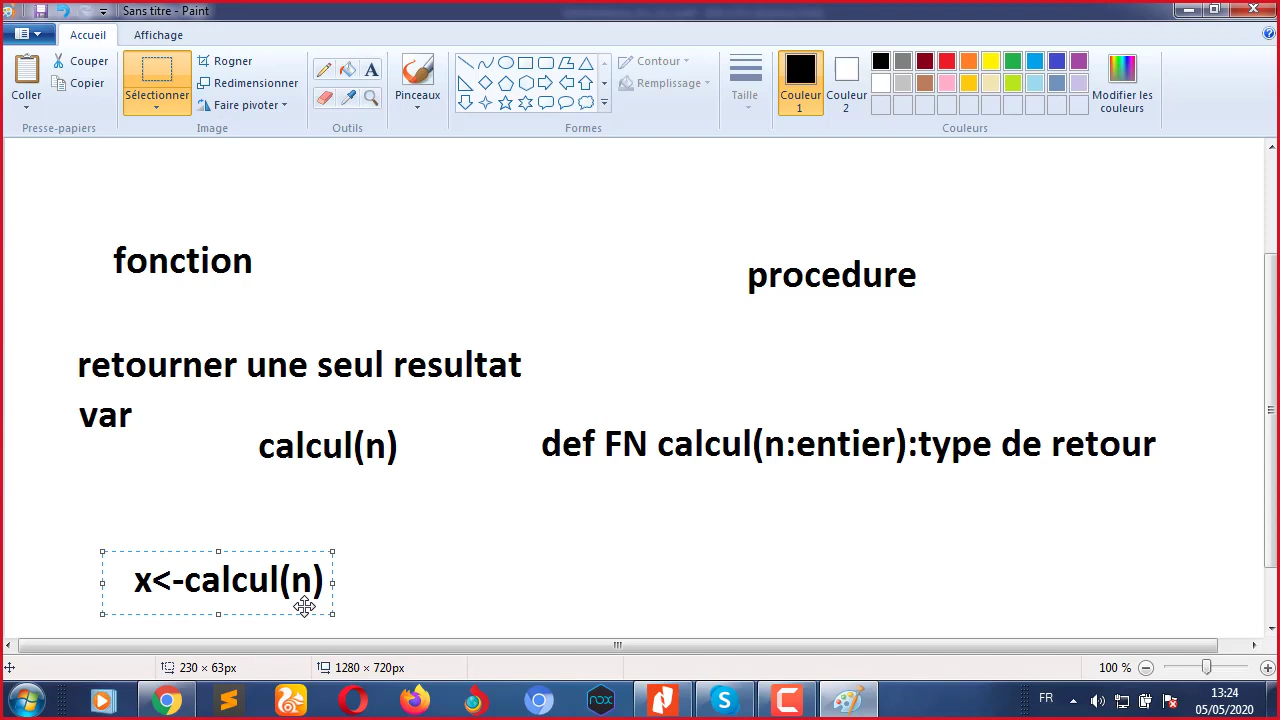 Sans titre - Paint
Accueil
Affichage
Coller
Couper
Copier
Presse-papiers
Sélectionner
Rogner
Redimensionner
Faire pivoter
Image
Outils
Pinceaux
Formes
Contour
Remplissage
Taille
Couleur
1
Couleur
2
Modifier les
couleurs
Couleurs
fonction
procedure
retourner une seul resultat
var
calcul(n)
def FN calcul(n:entier):type de retour
x<-calcul(n)
230 × 63px
1280 × 720px
100 %
nox
FR
13:24
05/05/2020